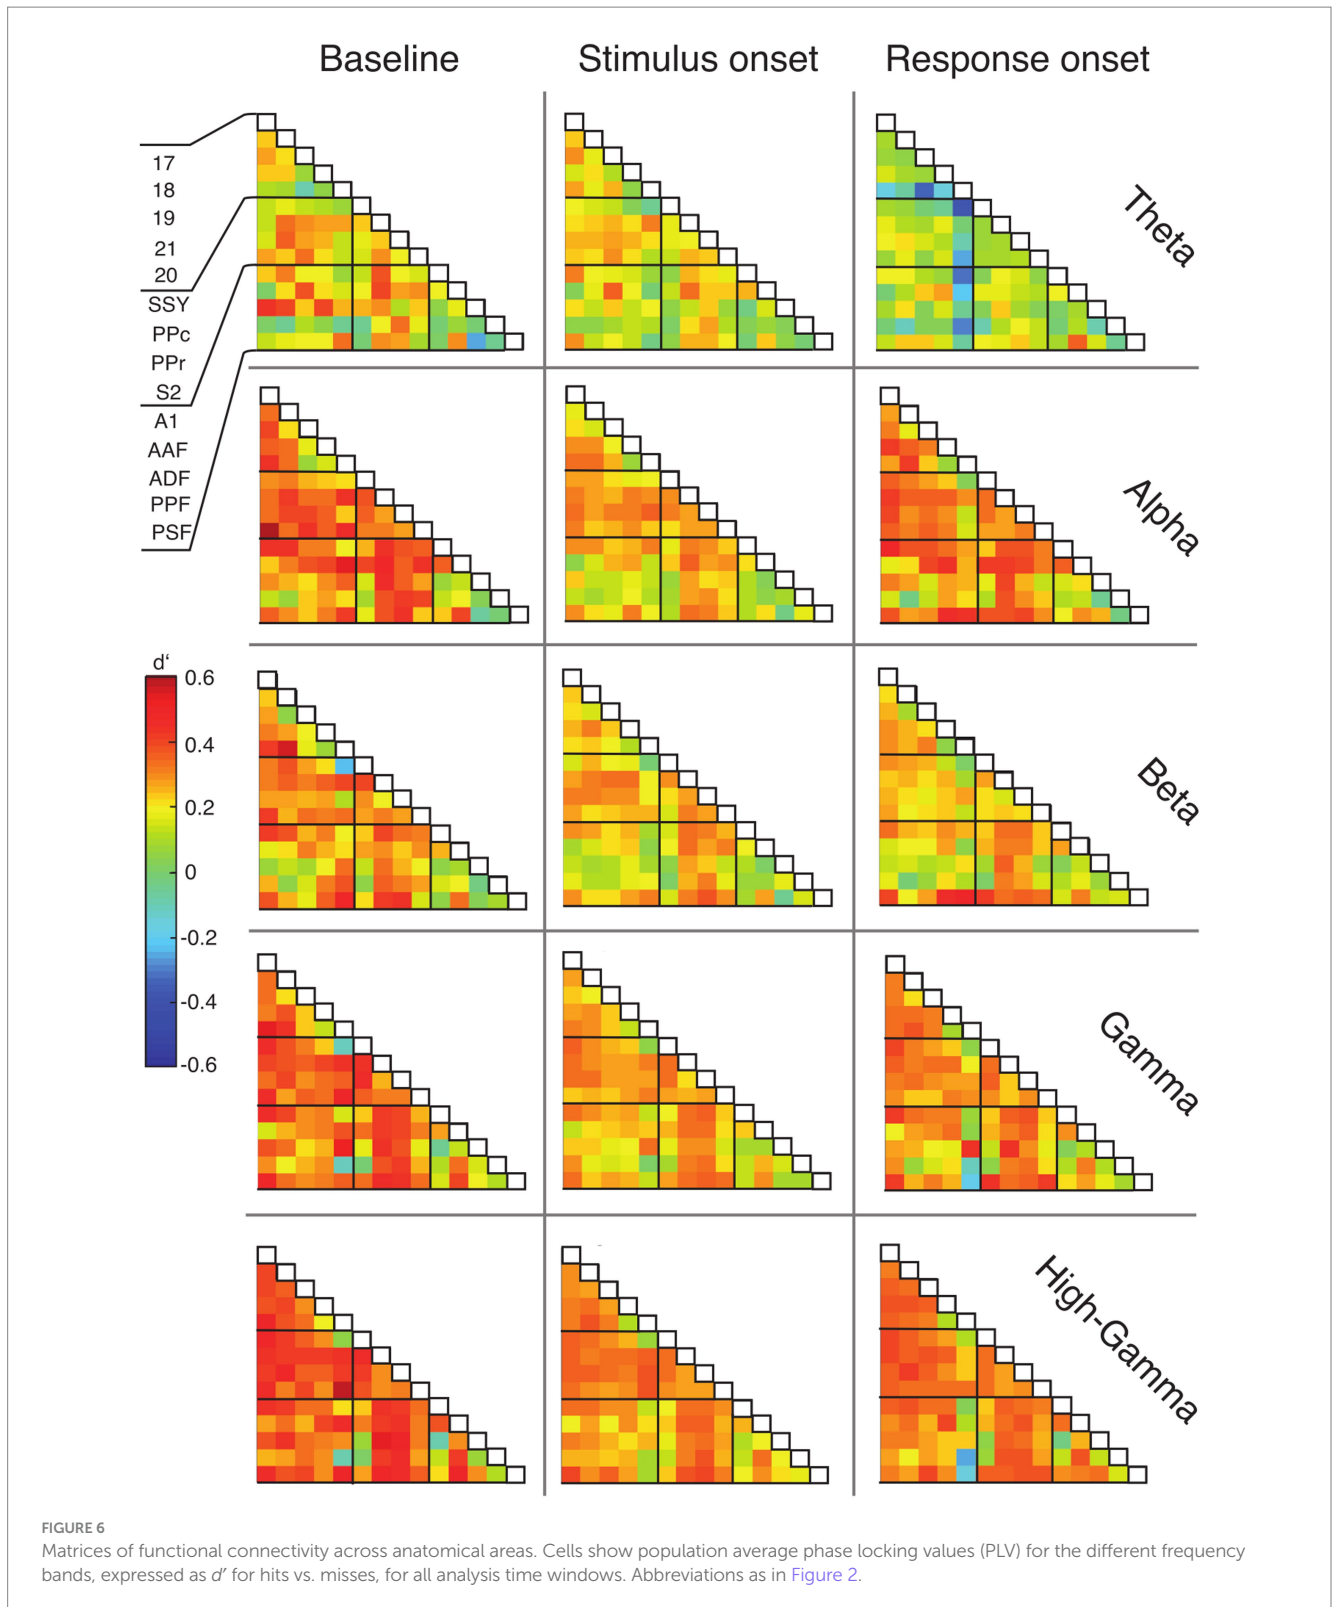 Baseline
Stimulus onset
Response onset
17
18
19
21
20
SSY
PPc
PPr
S2
A1
AAF
ADF
PPF
PSF
Theta
Alpha
d‘
0.6
0.4
0.2
0
-0.2
-0.4
-0.6
Beta
Gamma
High-Gamma
FIGURE 6
Matrices of functional connectivity across anatomical areas. Cells show population average phase locking values (PLV) for the different frequency
bands, expressed as d′ for hits vs. misses, for all analysis time windows. Abbreviations as in Figure 2.